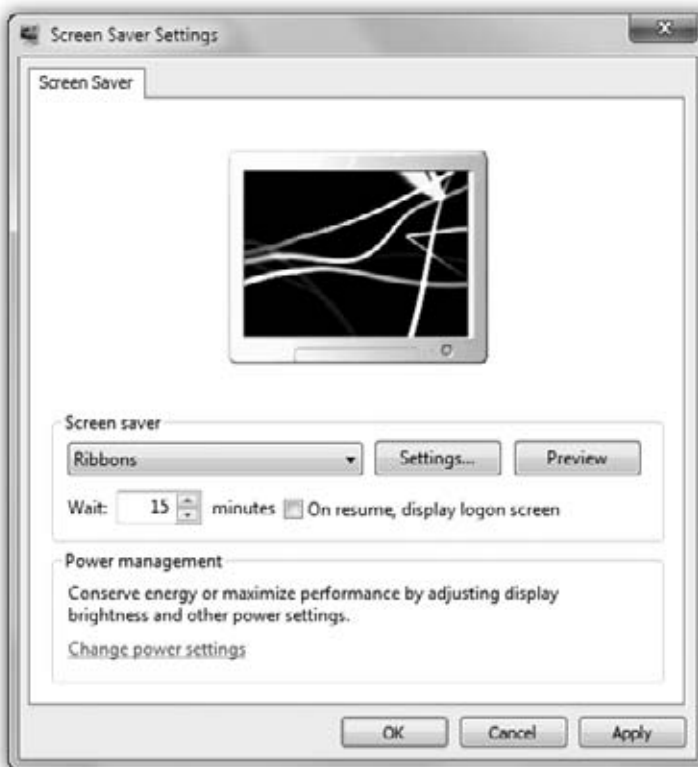 Screen Saver Settings
Screen Saver
Screen saver
Ribbons
Settings...
Preview
Wait: 15 minutes On resume, display logon screen
Power management
Conserve energy or maximize performance by adjusting display
brightness and other power settings.
Change power settings
OK Cancel Apply